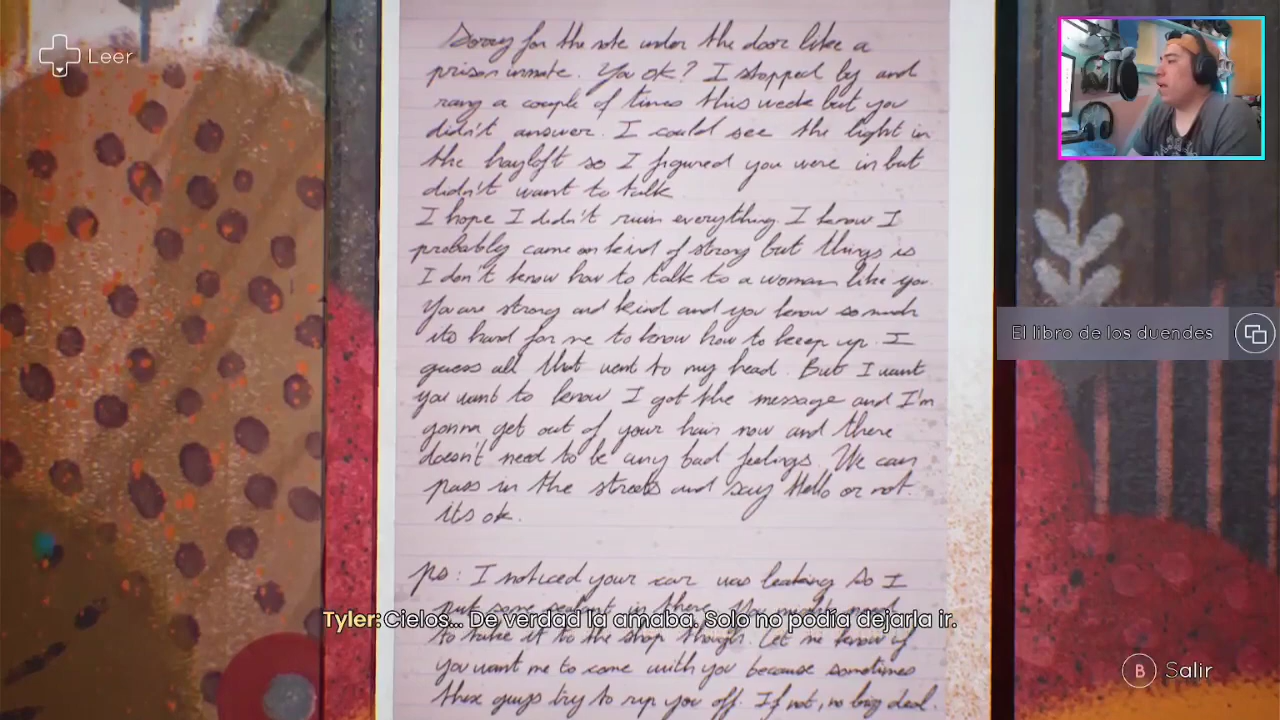 Leer
Sorry for the note under the door like a
prison inmate. You ok? I stopped by and
rang a couple of times this week but you
didn't answer. I could see the light in
the hayloft so I figured you were in but
didn't want to talk
I hope I didn't ruin everything. I know I
probably came on kind of strong but things is
I don't know how to talk to a woman like you.
You are strong and kind and you know so much
its hard for me to know how to keep up. I
guess all that went to my head. But I want
you want to know I got the message and I'm
gonna get out of your hair now and there
doesn't need to be any bad feelings. We can
pass in the streets and say Hello or not.
its ok.
El libro de los duendes
ps: I noticed your car was leaking so I
put some sealant in there. You might need
Tyler: Cielos... De verdad la amaba. Solo no podía dejarla ir.
to take it to the shop though. Let me know if
you want me to come with you because sometimes
these guys try to rip you off. If not, no big deal.
B Salir